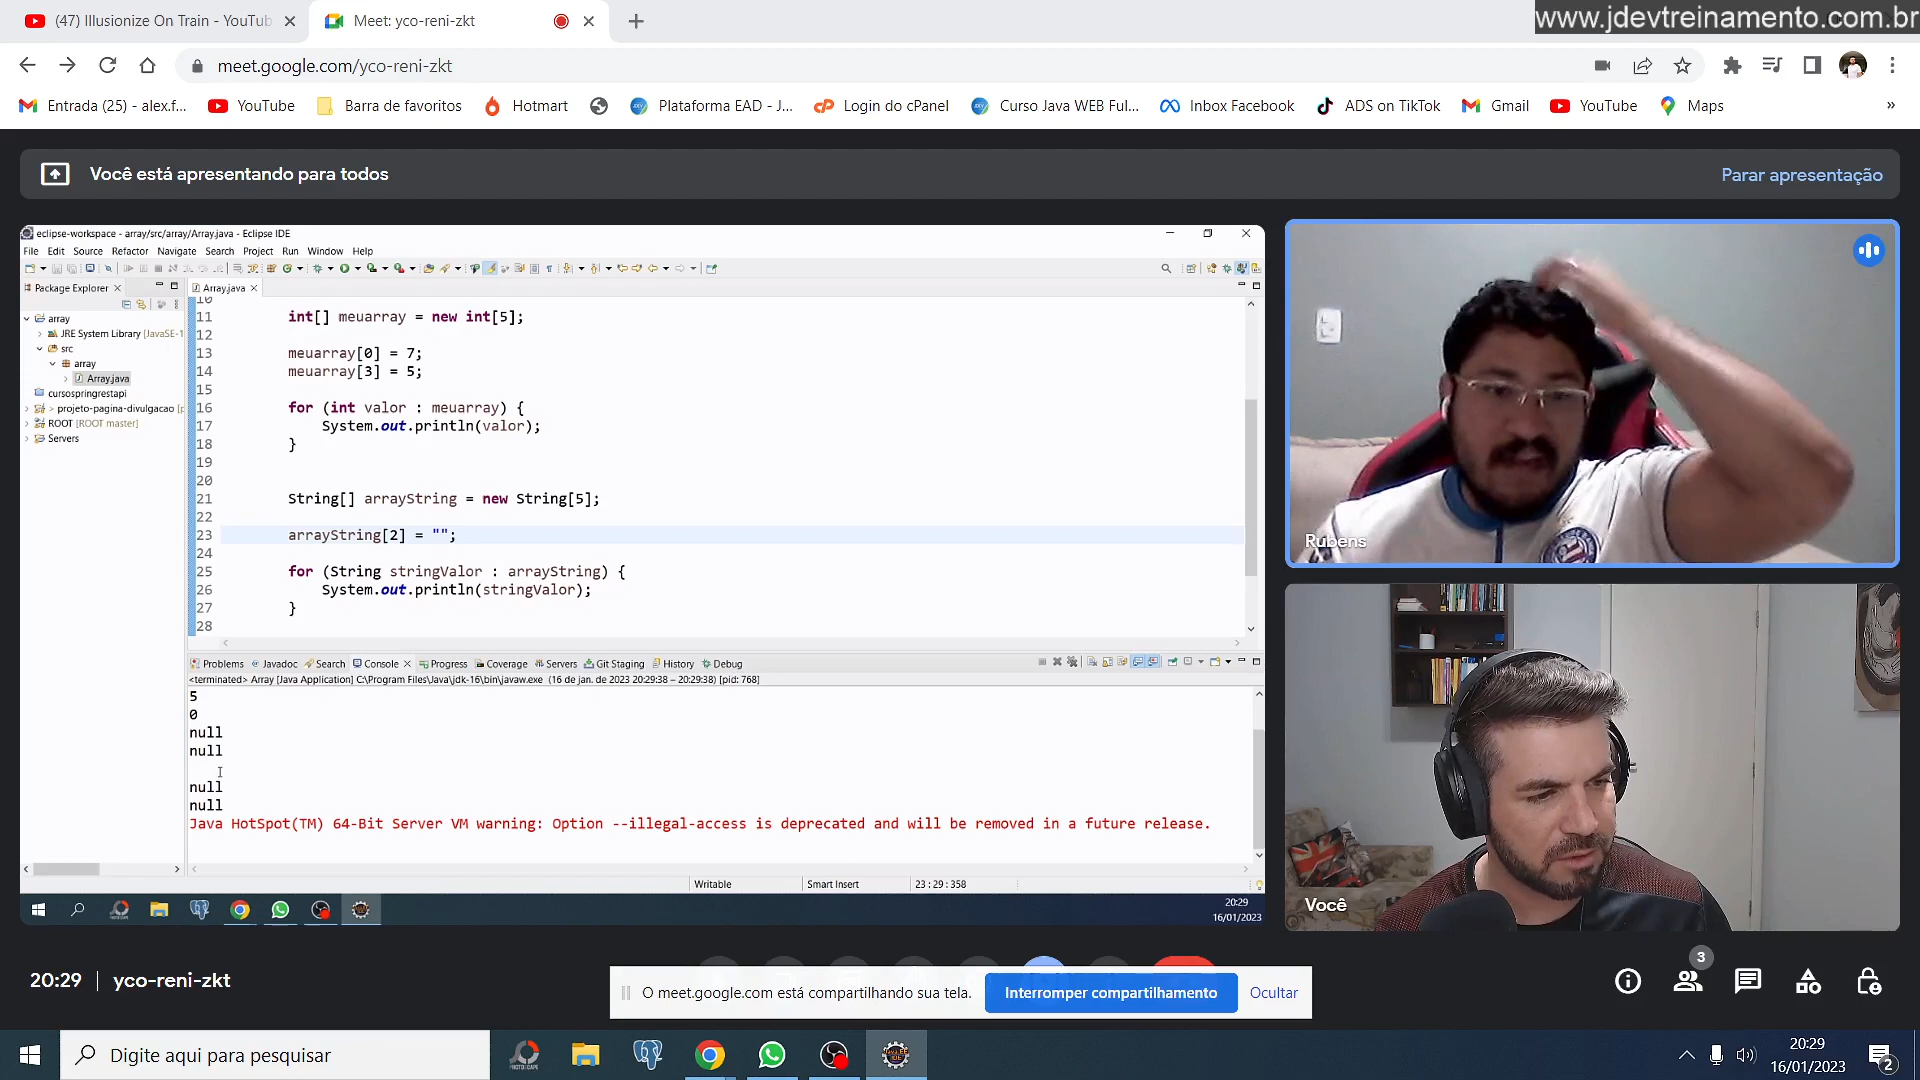 (47) Illusionize On Train - YouTub
Meet: yco-reni-zkt
www.jdevtreinamento.com.br
meet.google.com/yco-reni-zkt
Entrada (25) - alex.f...
YouTube
Barra de favoritos
Hotmart
Plataforma EAD - J...
Login do cPanel
Curso Java WEB Ful...
Inbox Facebook
ADS on TikTok
Gmail
YouTube
Maps
»
Você está apresentando para todos
Parar apresentação
eclipse-workspace - array/src/array/Array.java - Eclipse IDE
File Edit Source Refactor Navigate Search Project Run Window Help
Package Explorer
Array.java
array
JRE System Library [JavaSE-1
src
array
Array.java
cursospringrestapi
> projeto-pagina-divulgacao [p
ROOT [ROOT master]
Servers
10
11 int[] meuarray = new int[5];
12
13 meuarray[0] = 7;
14 meuarray[3] = 5;
15
16 for (int valor : meuarray) {
17 System.out.println(valor);
18 }
19
20
21 String[] arrayString = new String[5];
22
23 arrayString[2] = "";
24
25 for (String stringValor : arrayString) {
26 System.out.println(stringValor);
27 }
28
Problems Javadoc Search Console Progress Coverage Servers Git Staging History Debug
<terminated> Array [Java Application] C:\Program Files\Java\jdk-16\bin\javaw.exe (16 de jan. de 2023 20:29:38 – 20:29:38) [pid: 768]
5
0
null
null
null
null
Java HotSpot(TM) 64-Bit Server VM warning: Option --illegal-access is deprecated and will be removed in a future release.
Writable
Smart Insert
23 : 29 : 358
20:29
16/01/2023
Rubens
Você
20:29 | yco-reni-zkt
O meet.google.com está compartilhando sua tela.
Interromper compartilhamento
Ocultar
3
Digite aqui para pesquisar
20:29
16/01/2023
2